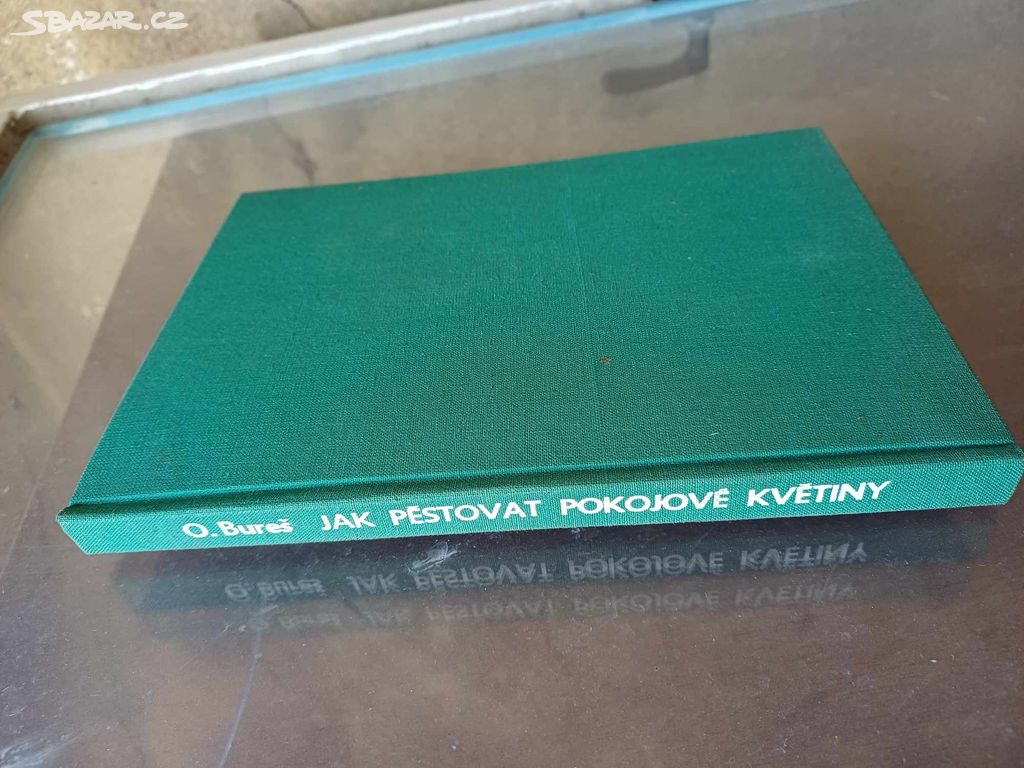 SBAZAR.CZ
O. Bureš JAK PĚSTOVAT POKOJOVÉ KVĚTINY